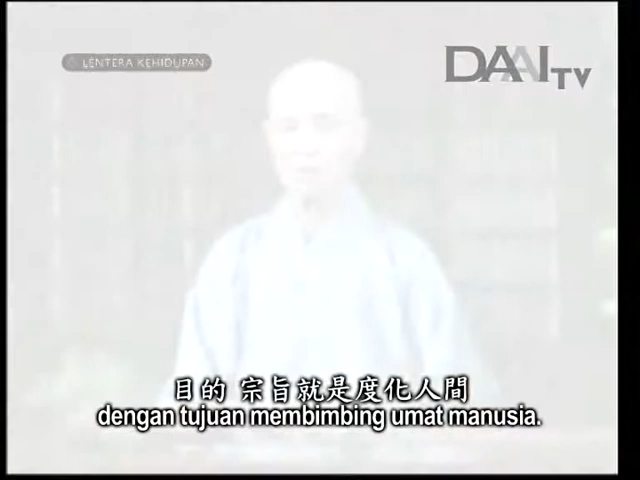 LENTERA KEHIDUPAN
DAAI TV
目的 宗旨就是度化人間
dengan tujuan membimbing umat manusia.